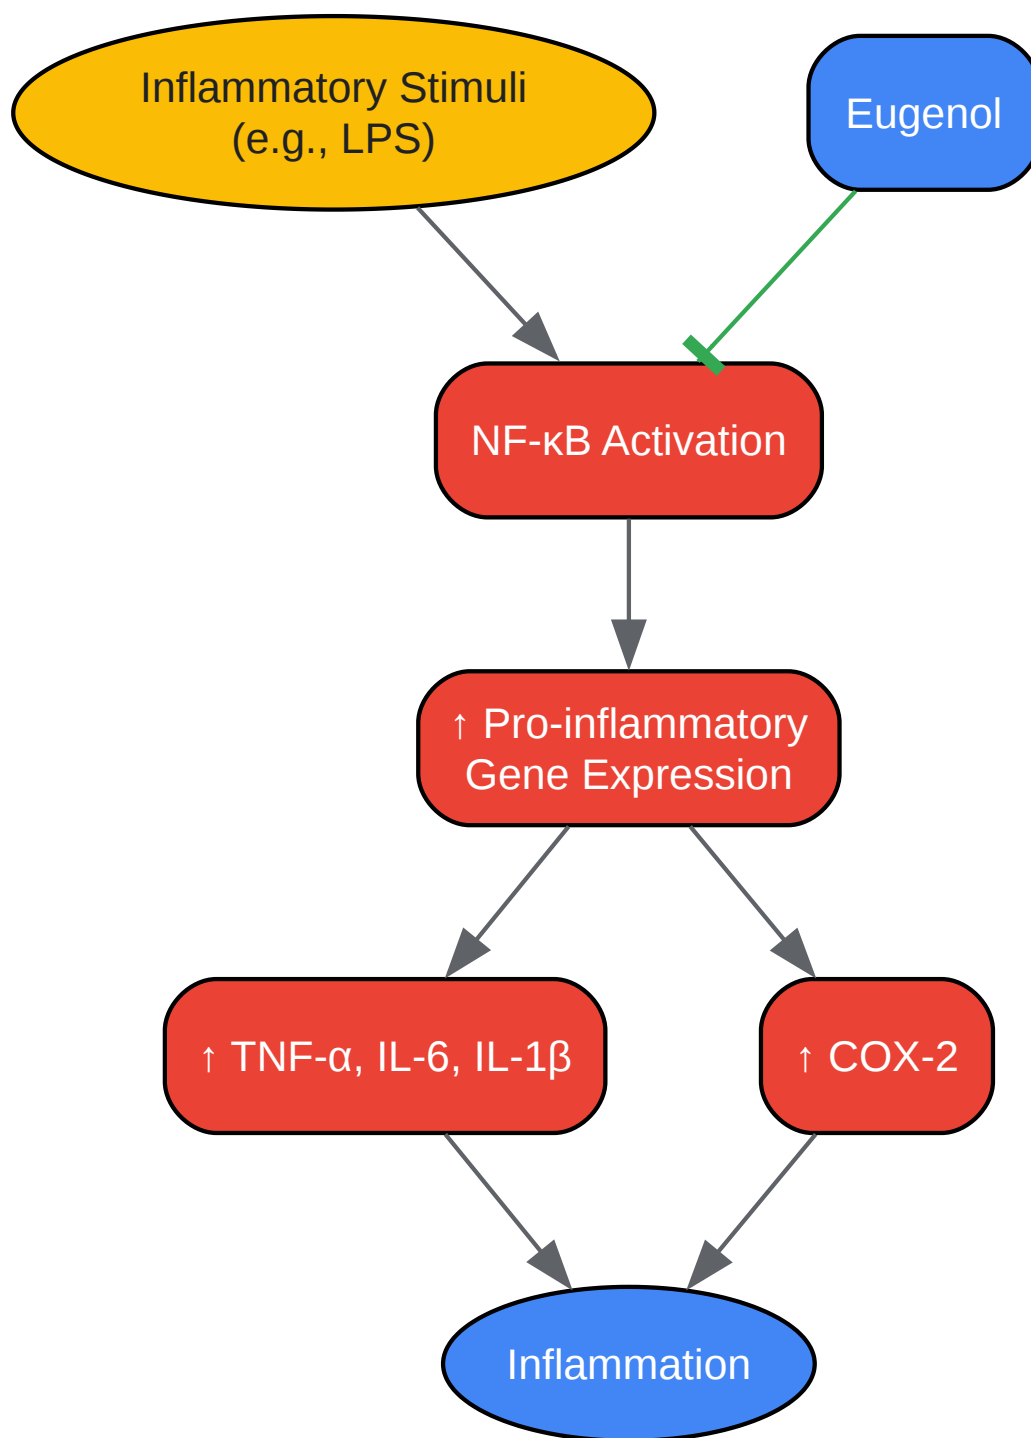 Inflammatory Stimuli
(e.g., LPS)
Eugenol
NF-κB Activation
↑ Pro-inflammatory
Gene Expression
↑ TNF-α, IL-6, IL-1β
↑ COX-2
Inflammation